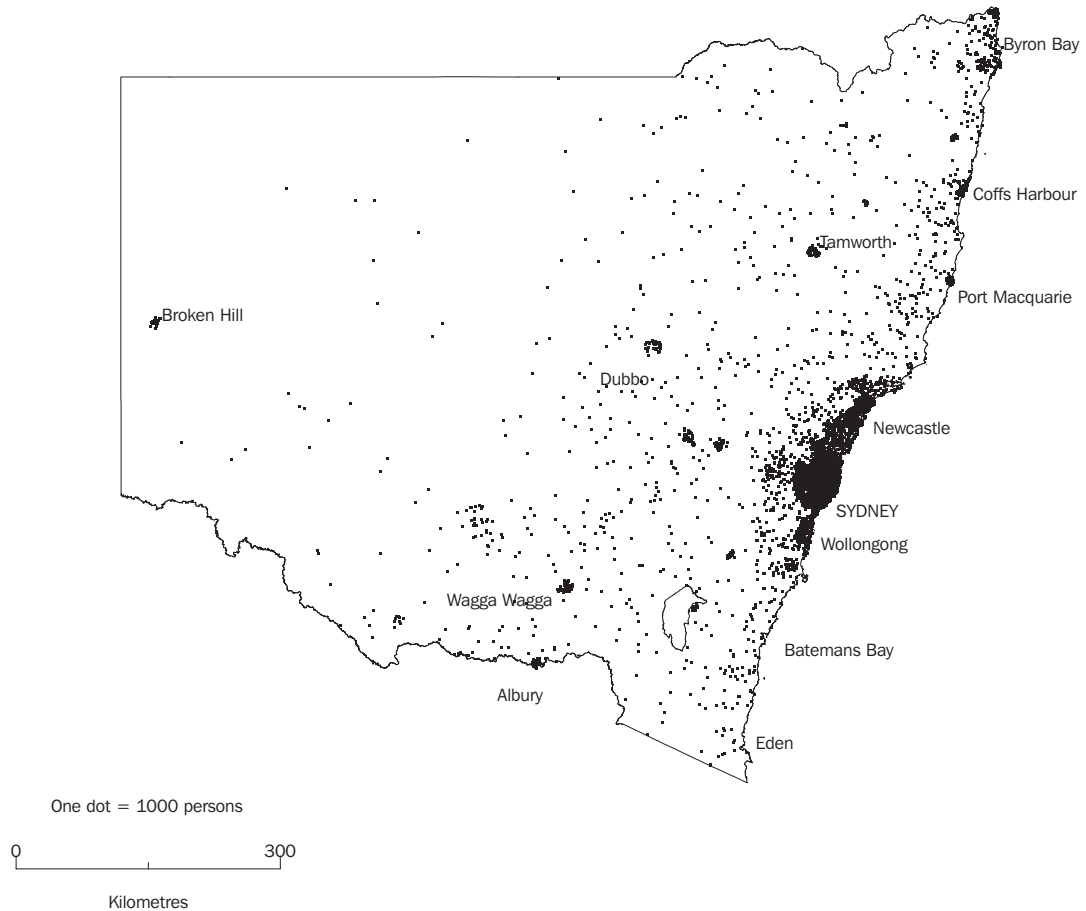 Byron Bay
Coffs Harbour
Tamworth
Port Macquarie
Broken Hill
Dubbo
Newcastle
SYDNEY
Wollongong
Wagga Wagga
Batemans Bay
Albury
Eden
One dot = 1000 persons
0 300
Kilometres